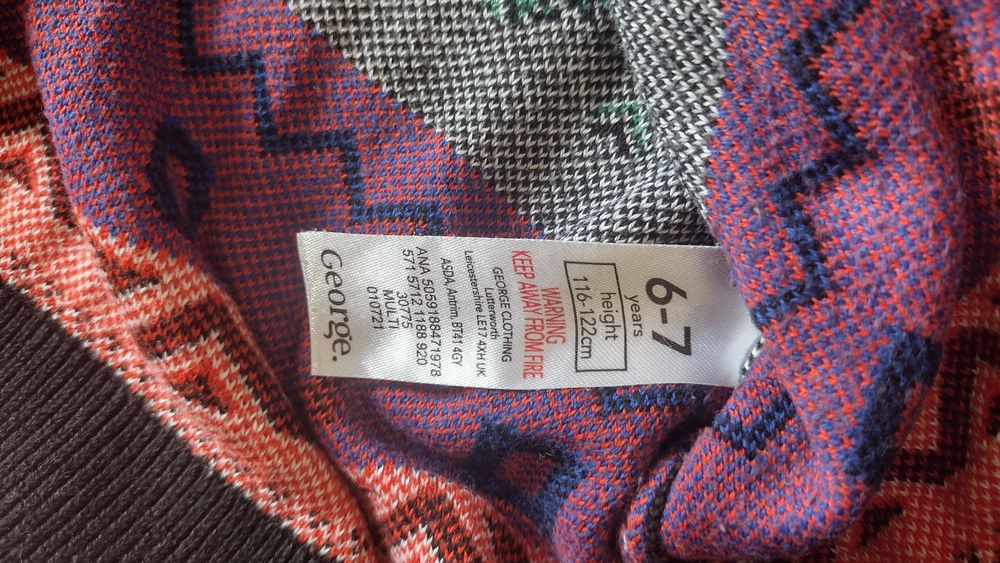 6-7
years
height
116-122cm
WARNING
KEEP AWAY FROM FIRE
GEORGE CLOTHING
Lutterworth
Leicestershire LE17 4XH UK
ASDA, Antrim, BT41 4GY
ANA 5059188471978
571 5712 1188 920
30775
MULTI
010721
George.